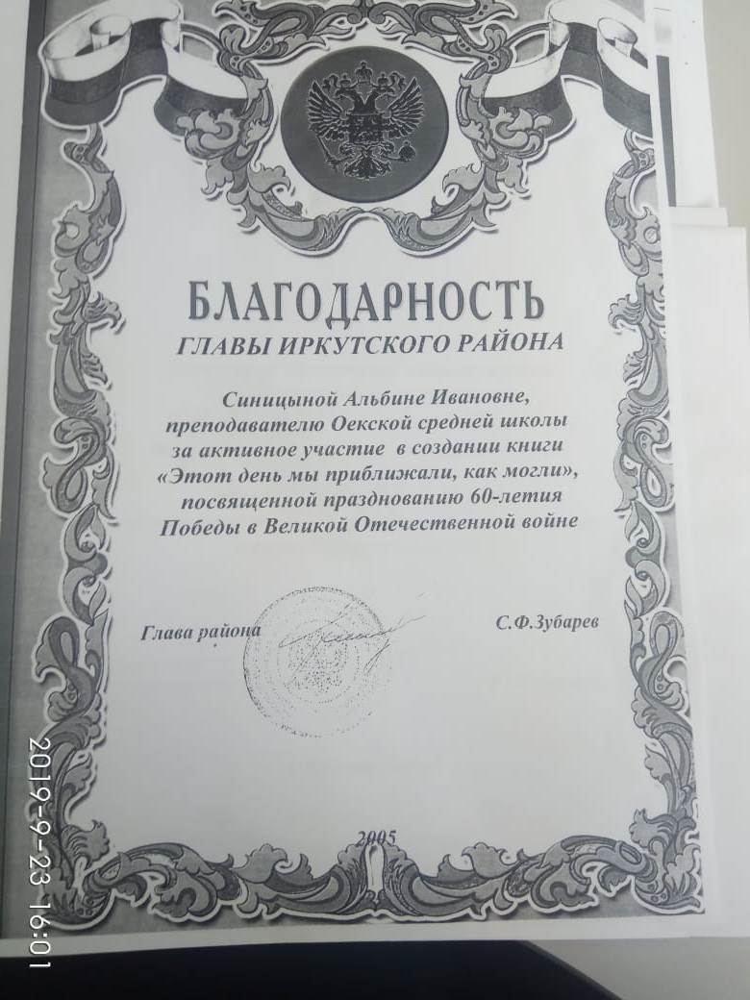 БЛАГОДАРНОСТЬ
ГЛАВЫ ИРКУТСКОГО РАЙОНА
Синицыной Альбине Ивановне,
преподавателю Оекской средней школы
за активное участие в создании книги
«Этот день мы приближали, как могли»,
посвященной празднованию 60-летия
Победы в Великой Отечественной войне
Глава района
С.Ф.Зубарев
2005
2019-9-23 16:01